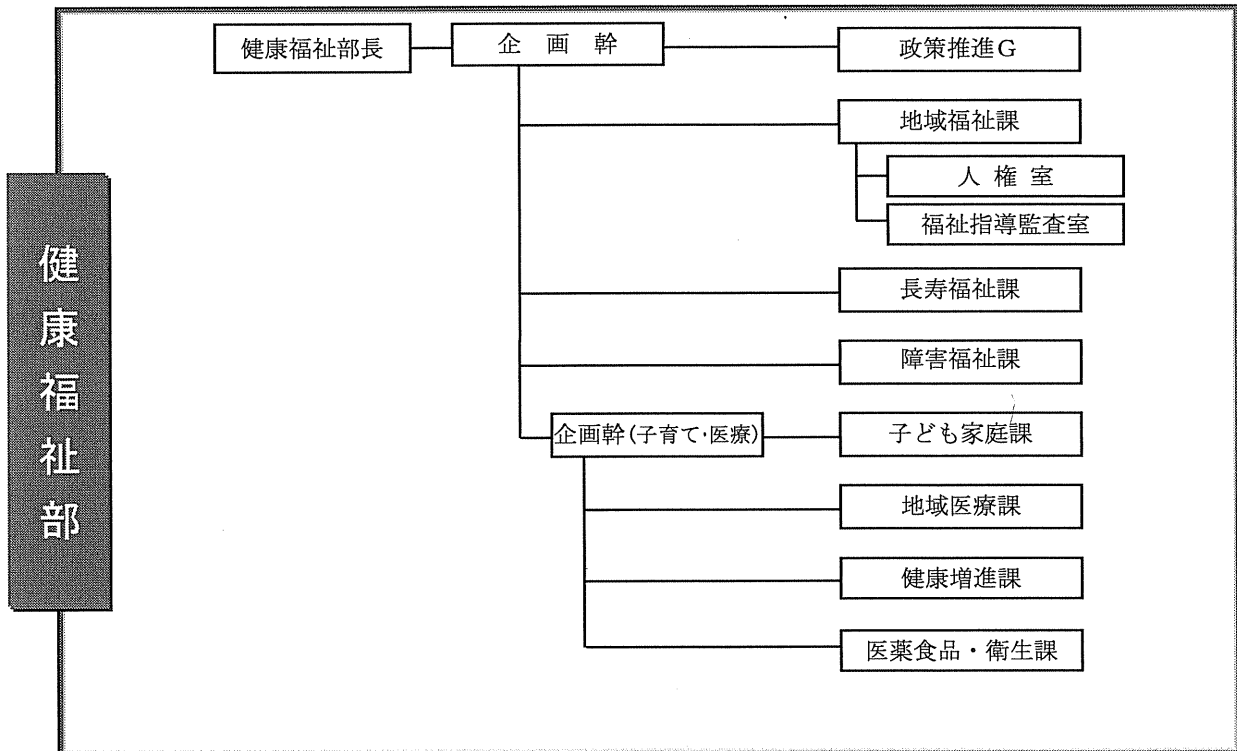 健康福祉部
健康福祉部長
企画幹
政策推進G
地域福祉課
人権室
福祉指導監査室
長寿福祉課
障害福祉課
企画幹(子育て・医療)
子ども家庭課
地域医療課
健康増進課
医薬食品・衛生課